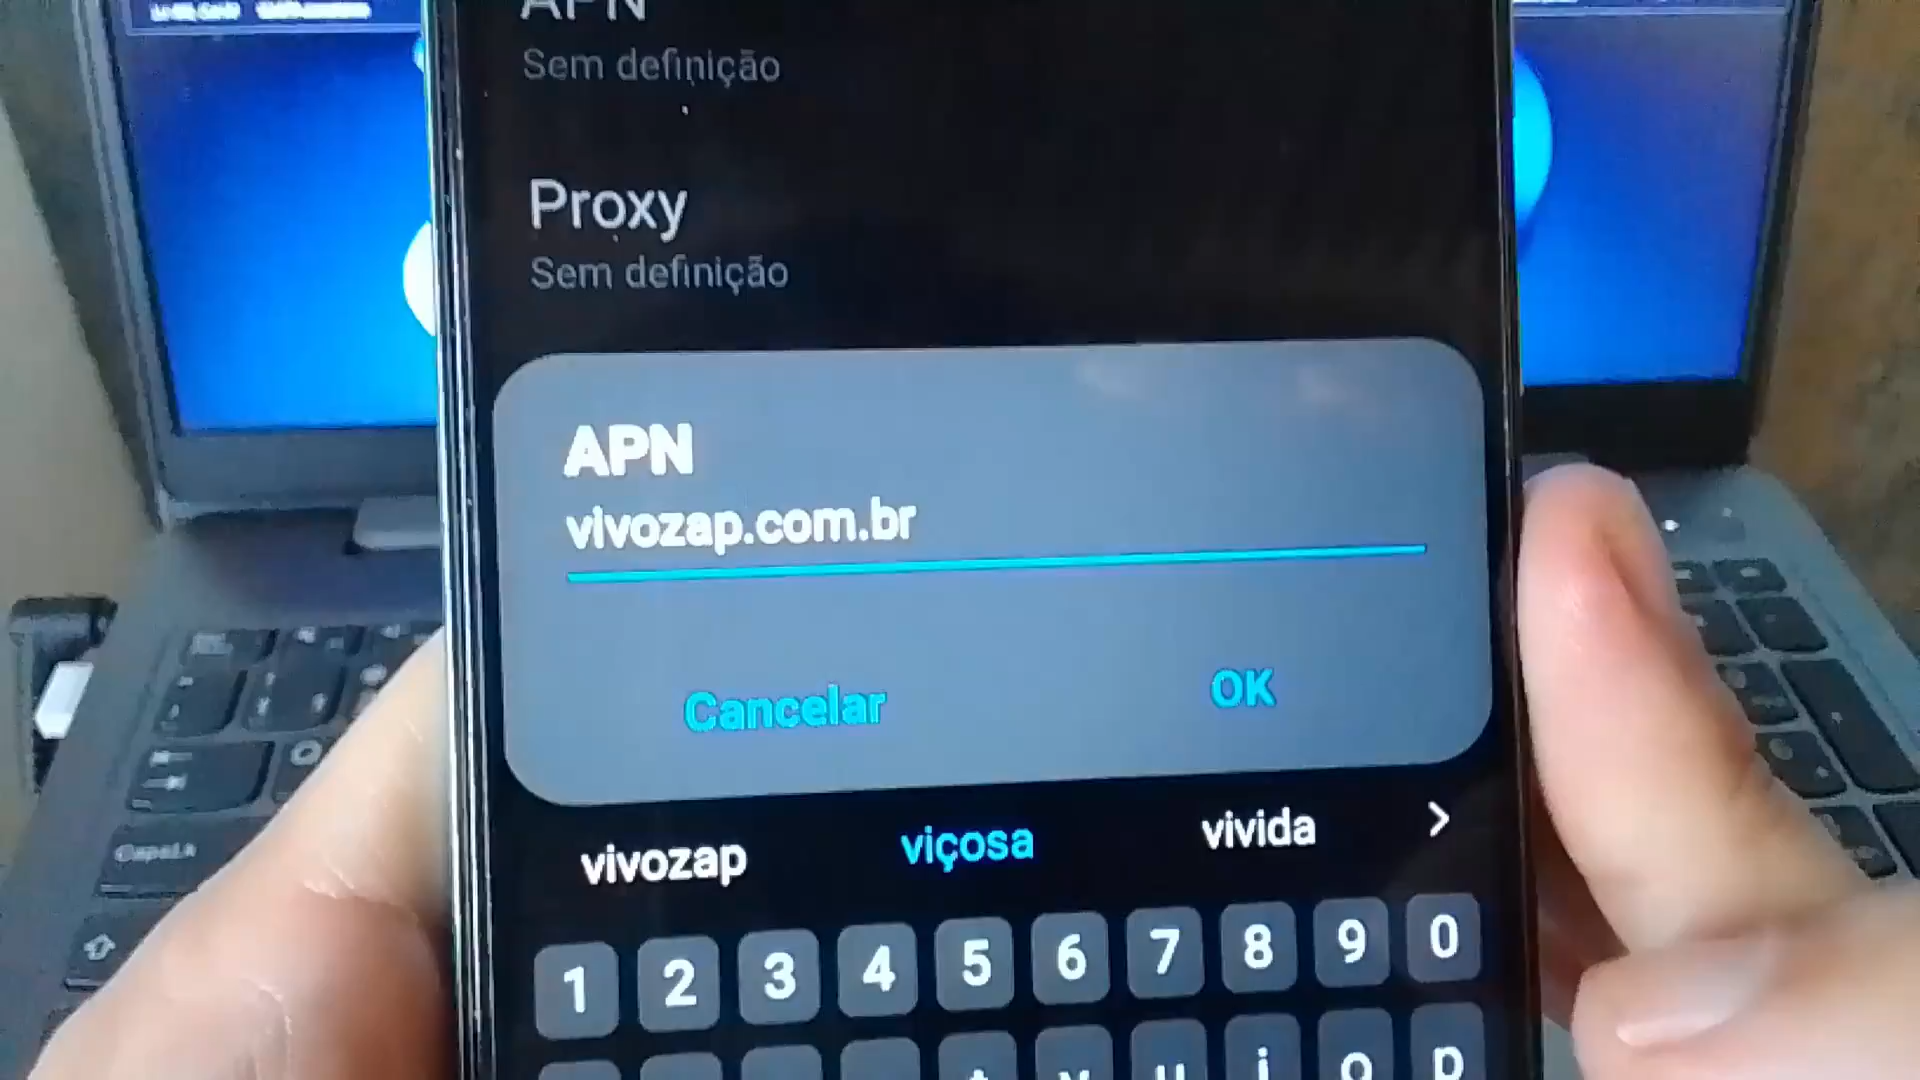 APN
Sem definição
Proxy
Sem definição
APN
vivozap.com.br
Cancelar OK
vivozap viçosa vivida >
1 2 3 4 5 6 7 8 9 0
t y u i o p